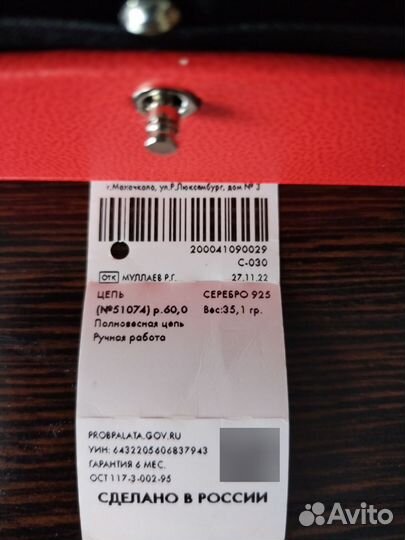 г.Махачкала, ул.Р.Люксембург, дом № 3
200041090029
С-030
ОТК МУЛЛАЕВ Р.Г. 27.11.22
ЦЕПЬ СЕРЕБРО 925
(№51074) р.60,0 Вес:35,1 гр.
Полновесная цепь
Ручная работа
PROBPALATA.GOV.RU
УИН: 6432205606837943
ГАРАНТИЯ 6 МЕС.
ОСТ 117-3-002-95
СДЕЛАНО В РОССИИ
Avito